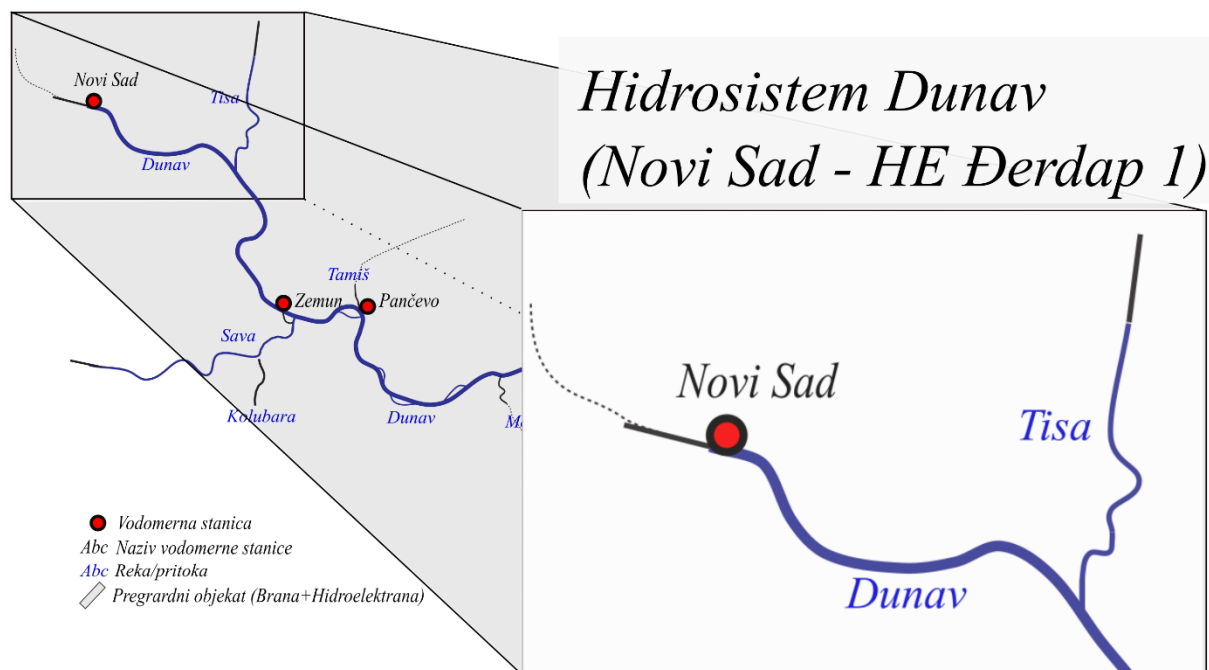 Hidrosistem Dunav
(Novi Sad - HE Đerdap 1)
Novi Sad
Tisa
Dunav
Tamiš
Zemun
Pančevo
Sava
Kolubara
Dunav
Novi Sad
Tisa
Dunav
Vodomerna stanica
Abc Naziv vodomerne stanice
Abc Reka/pritoka
Pregrardni objekat (Brana+Hidroelektrana)